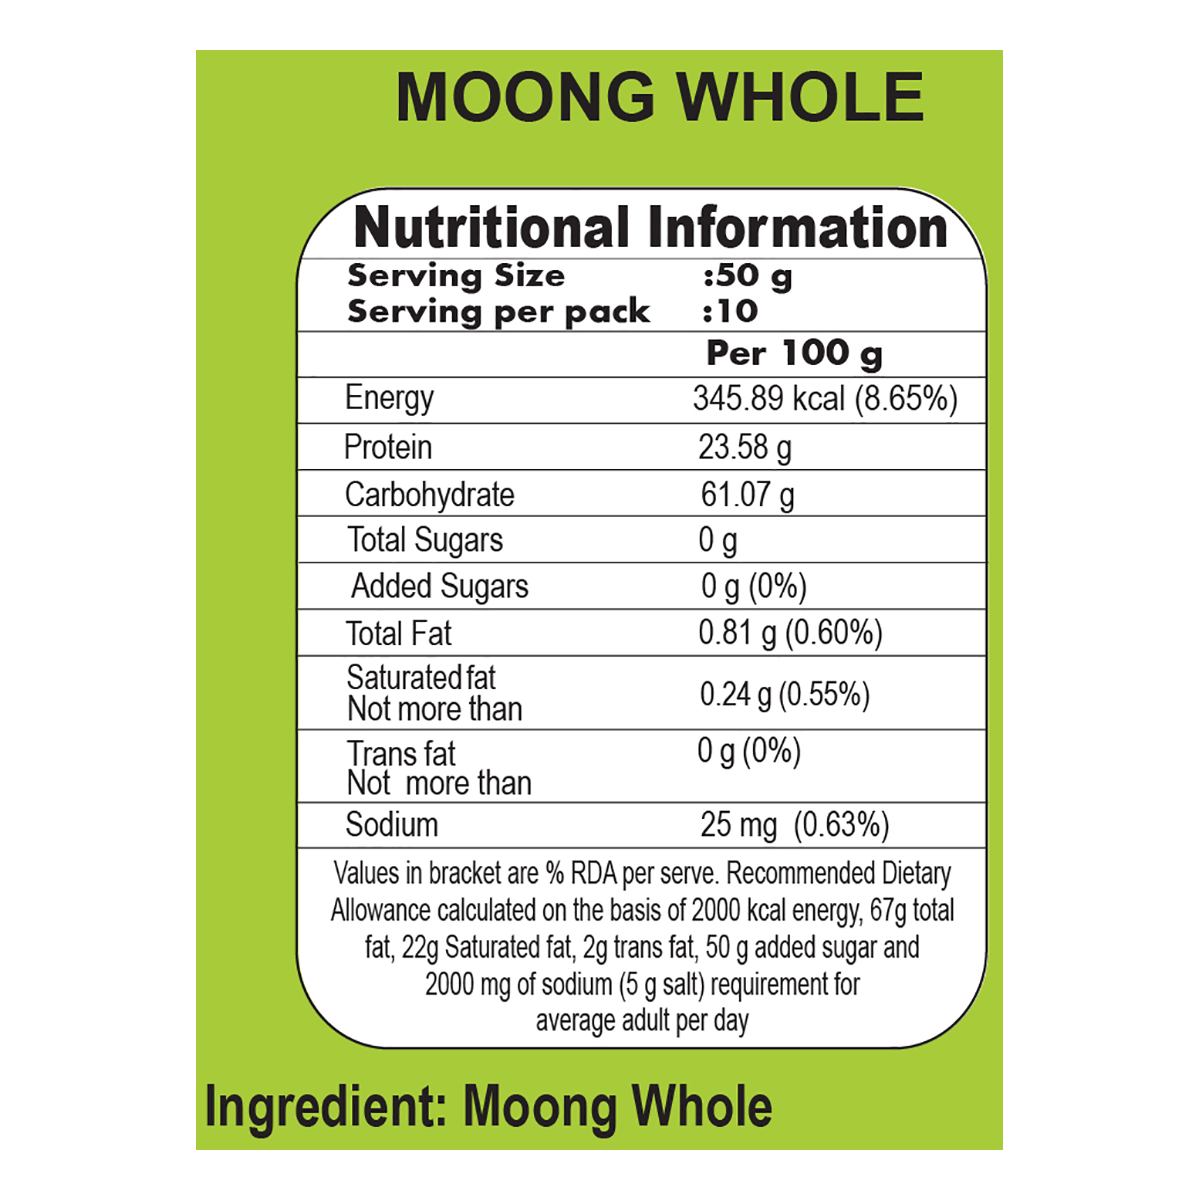 MOONG WHOLE
Nutritional Information
Serving Size :50 g
Serving per pack :10
Per 100 g
Energy 345.89 kcal (8.65%)
Protein 23.58 g
Carbohydrate 61.07 g
Total Sugars 0 g
Added Sugars 0 g (0%)
Total Fat 0.81 g (0.60%)
Saturated fat
Not more than 0.24 g (0.55%)
Trans fat 0 g (0%)
Not more than
Sodium 25 mg (0.63%)
Values in bracket are % RDA per serve. Recommended Dietary
Allowance calculated on the basis of 2000 kcal energy, 67g total
fat, 22g Saturated fat, 2g trans fat, 50 g added sugar and
2000 mg of sodium (5 g salt) requirement for
average adult per day
Ingredient: Moong Whole